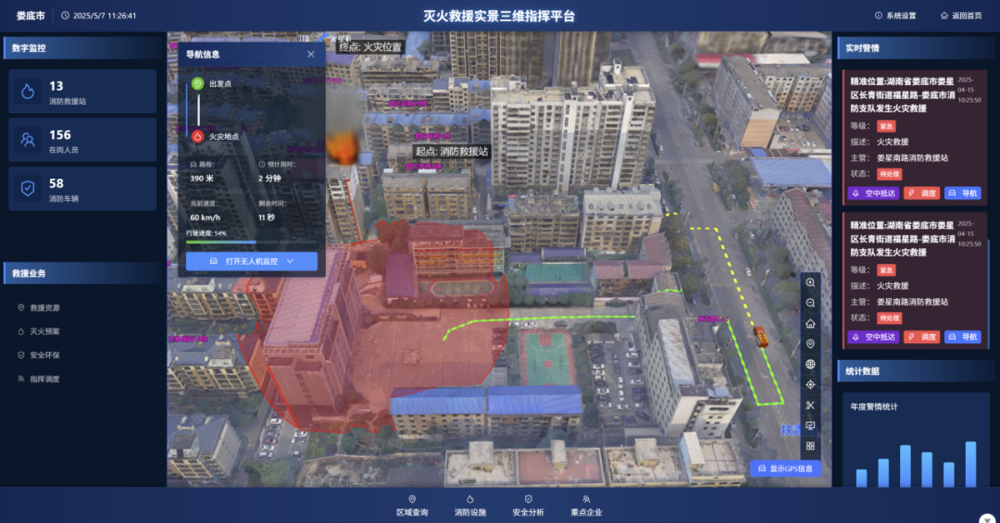 娄底市
2025/5/7 11:26:41
灭火救援实景三维指挥平台
系统设置
返回首页
数字监控
13
消防救援站
156
在岗人员
58
消防车辆
救援业务
救援资源
灭火预案
安全环保
指挥调度
导航信息
出发点
火灾地点
路程:
390 米
预计用时:
2 分钟
当前速度:
60 km/h
剩余时间:
11 秒
行驶进度: 54%
打开无人机监控
终点: 火灾位置
起点: 消防救援站
显示GPS信息
实时警情
精准位置:湖南省娄底市娄星
区长青街道福星路-娄底市消
防支队发生火灾救援
2025-
04-15
10:25:50
等级: 紧急
描述: 火灾救援
主管: 娄星南路消防救援站
状态: 待处理
空中抵达
调度
导航
精准位置:湖南省娄底市娄星
区长青街道福星路-娄底市消
防支队发生火灾救援
2025-
04-15
10:25:50
等级: 紧急
描述: 火灾救援
主管: 娄星南路消防救援站
状态: 待处理
空中抵达
调度
导航
统计数据
年度警情统计
区域查询
消防设施
安全分析
重点企业